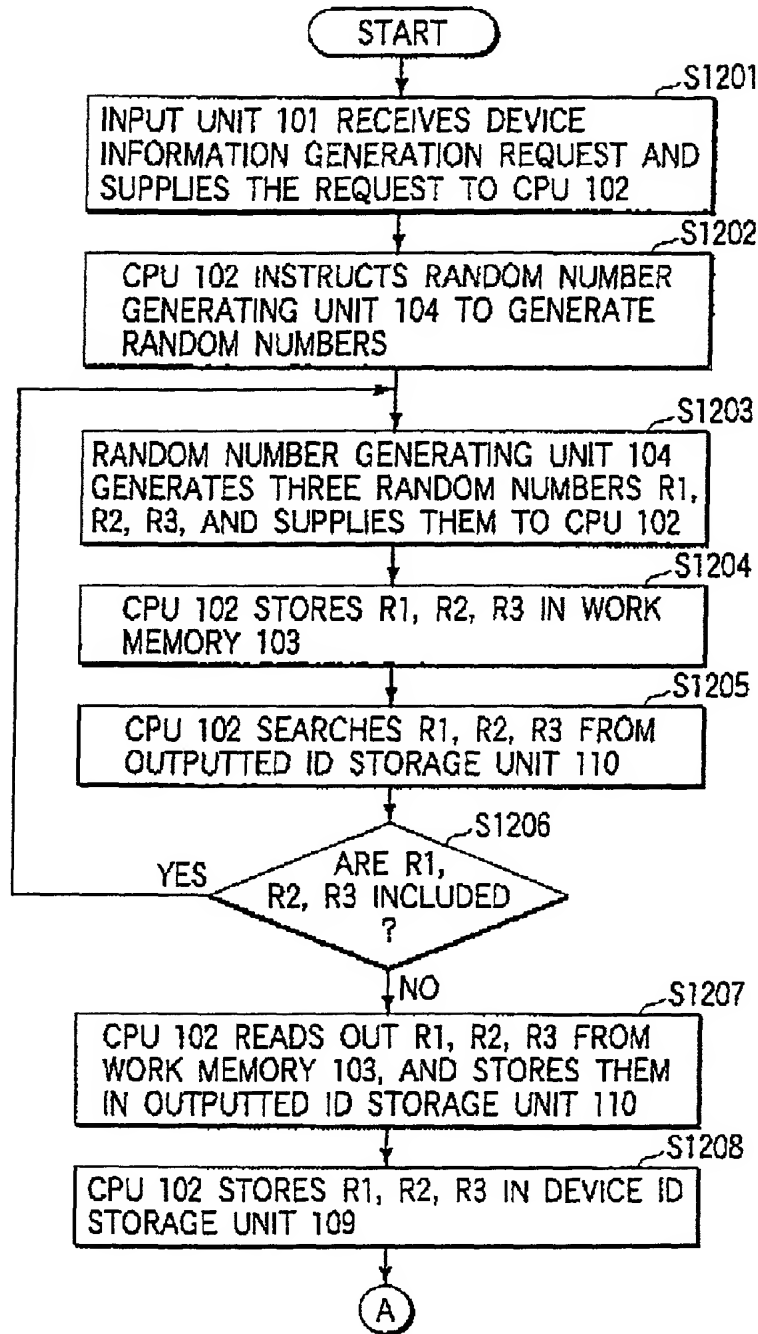 START
S1201
INPUT UNIT 101 RECEIVES DEVICE
INFORMATION GENERATION REQUEST AND
SUPPLIES THE REQUEST TO CPU 102
S1202
CPU 102 INSTRUCTS RANDOM NUMBER
GENERATING UNIT 104 TO GENERATE
RANDOM NUMBERS
S1203
RANDOM NUMBER GENERATING UNIT 104
GENERATES THREE RANDOM NUMBERS R1,
R2, R3, AND SUPPLIES THEM TO CPU 102
S1204
CPU 102 STORES R1, R2, R3 IN WORK
MEMORY 103
S1205
CPU 102 SEARCHES R1, R2, R3 FROM
OUTPUTTED ID STORAGE UNIT 110
S1206
ARE R1,
R2, R3 INCLUDED
?
YES
NO
S1207
CPU 102 READS OUT R1, R2, R3 FROM
WORK MEMORY 103, AND STORES THEM
IN OUTPUTTED ID STORAGE UNIT 110
S1208
CPU 102 STORES R1, R2, R3 IN DEVICE ID
STORAGE UNIT 109
A